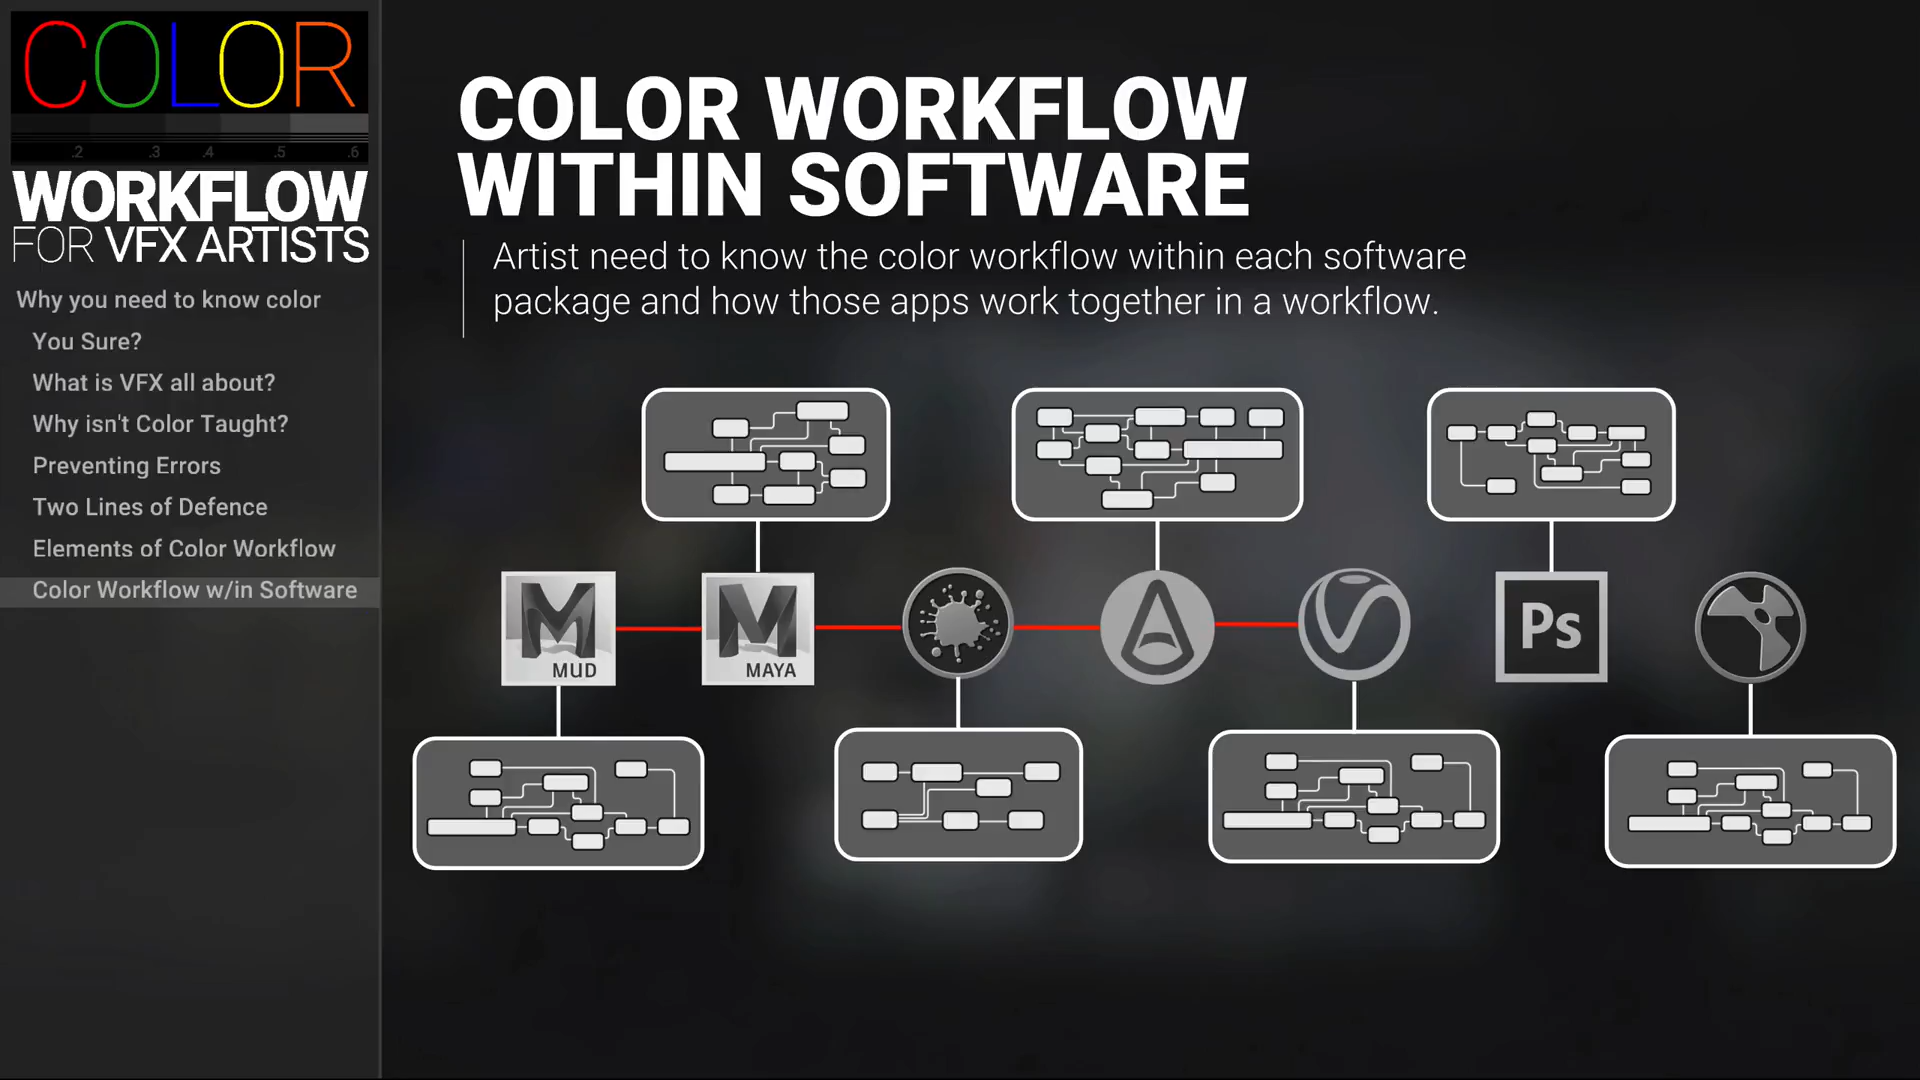 COLOR
.2 .3 .4 .5 .6
WORKFLOW
FOR VFX ARTISTS
Why you need to know color
You Sure?
What is VFX all about?
Why isn't Color Taught?
Preventing Errors
Two Lines of Defence
Elements of Color Workflow
Color Workflow w/in Software
COLOR WORKFLOW
WITHIN SOFTWARE
Artist need to know the color workflow within each software
package and how those apps work together in a workflow.
MUD
MAYA
Ps